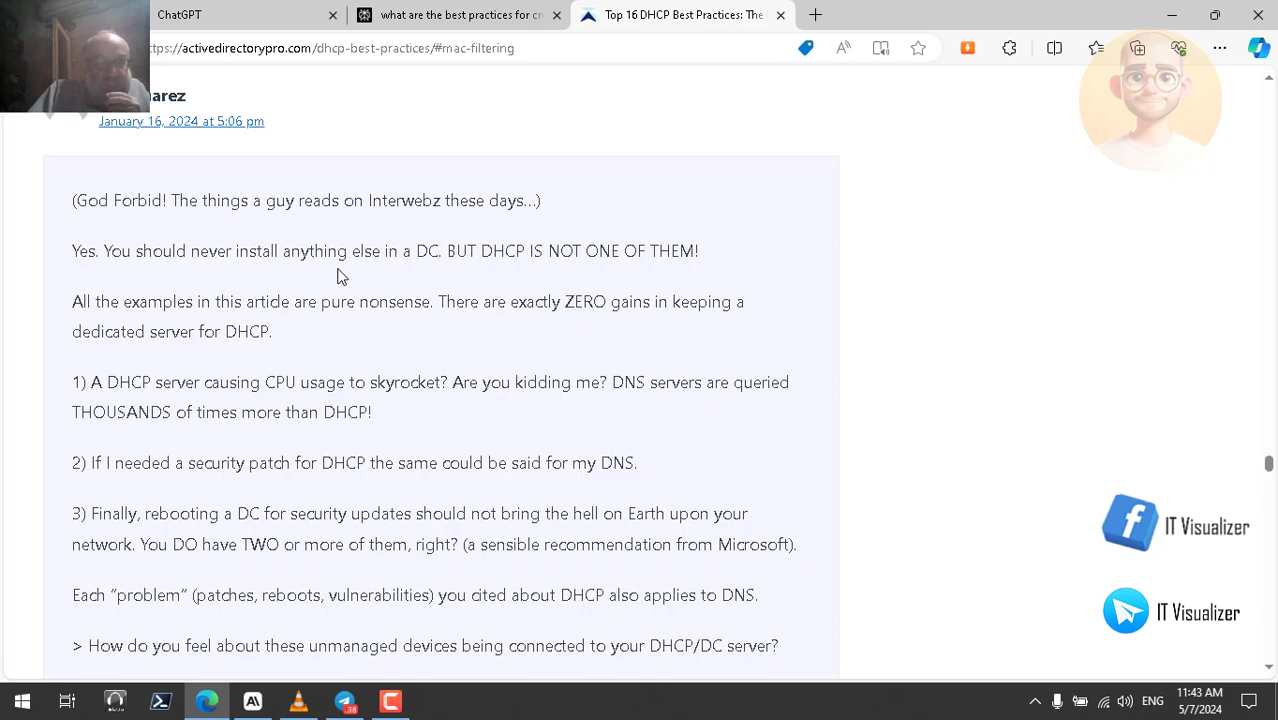 ChatGPT
what are the best practices for cr
Top 16 DHCP Best Practices: The
ttps://activedirectorypro.com/dhcp-best-practices/#mac-filtering
arez
January 16, 2024 at 5:06 pm
(God Forbid! The things a guy reads on Interwebz these days...)
Yes. You should never install anything else in a DC. BUT DHCP IS NOT ONE OF THEM!
All the examples in this article are pure nonsense. There are exactly ZERO gains in keeping a
dedicated server for DHCP.
1) A DHCP server causing CPU usage to skyrocket? Are you kidding me? DNS servers are queried
THOUSANDS of times more than DHCP!
2) If I needed a security patch for DHCP the same could be said for my DNS.
3) Finally, rebooting a DC for security updates should not bring the hell on Earth upon your
network. You DO have TWO or more of them, right? (a sensible recommendation from Microsoft).
Each “problem” (patches, reboots, vulnerabilities) you cited about DHCP also applies to DNS.
> How do you feel about these unmanaged devices being connected to your DHCP/DC server?
IT Visualizer
IT Visualizer
38
ENG
11:43 AM
5/7/2024